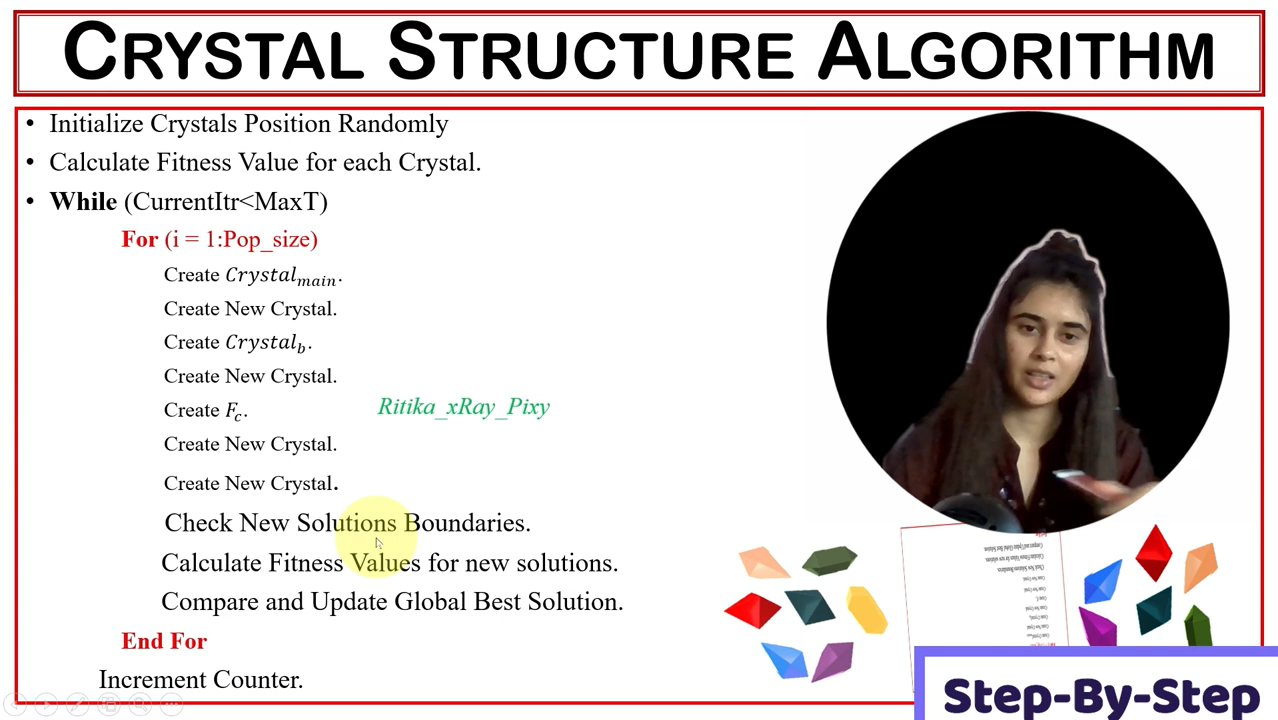 CRYSTAL STRUCTURE ALGORITHM
• Initialize Crystals Position Randomly
• Calculate Fitness Value for each Crystal.
• While (CurrentItr<MaxT)
For (i = 1:Pop_size)
Create Crystal_main.
Create New Crystal.
Create Crystal_b.
Create New Crystal.
Create F_c.
Ritika_xRay_Pixy
Create New Crystal.
Create New Crystal.
Check New Solutions Boundaries.
Calculate Fitness Values for new solutions.
Compare and Update Global Best Solution.
End For
Increment Counter.
Step-By-Step